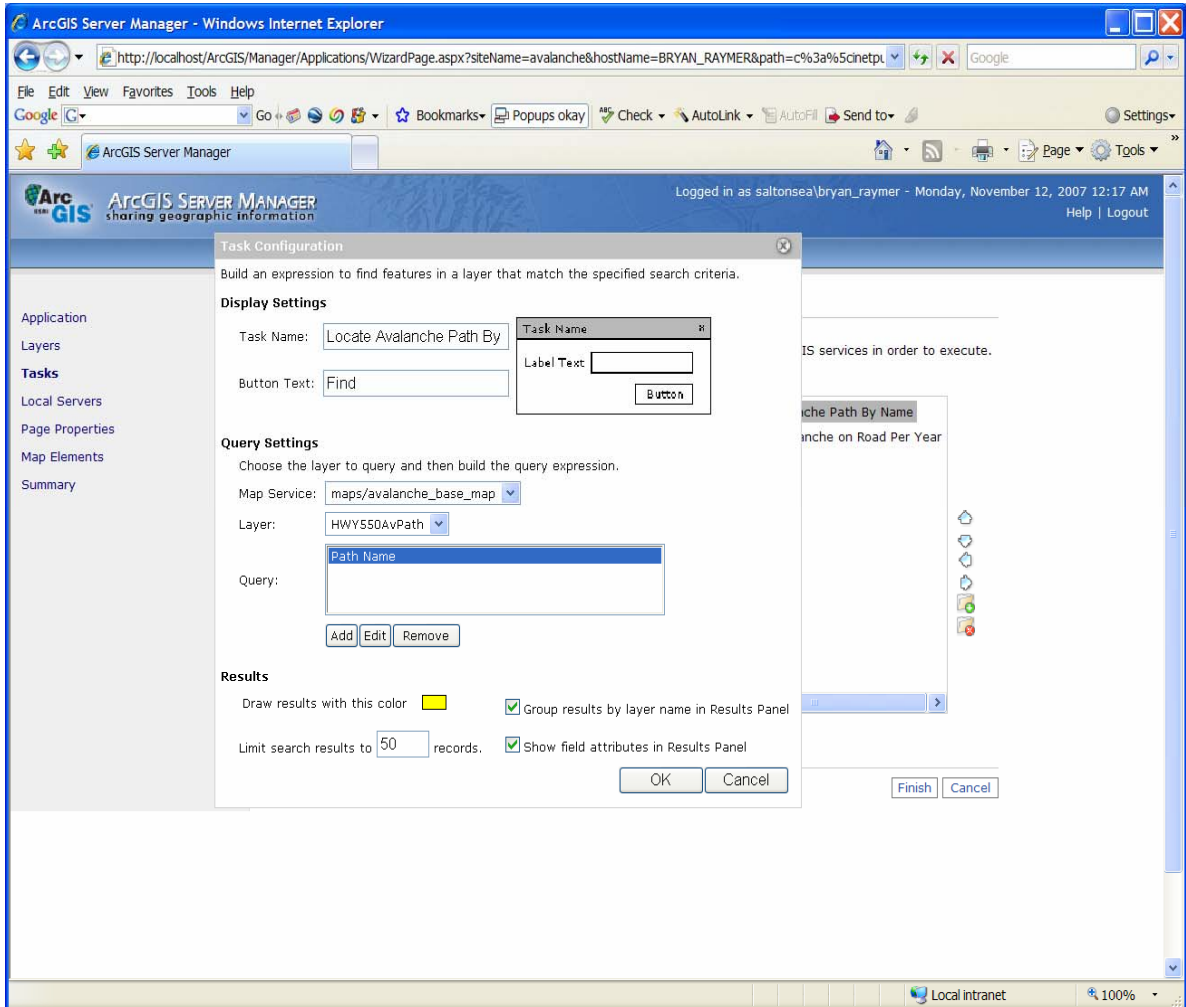 ArcGIS Server Manager - Windows Internet Explorer
http://localhost/ArcGIS/Manager/Applications/WizardPage.aspx?siteName=avalanche&hostName=BRYAN_RAYMER&path=c%3a%5cinetpu
Google
File Edit View Favorites Tools Help
Google G Go Bookmarks Popups okay ABC Check AutoLink AutoFill Send to Settings
ArcGIS Server Manager
Page Tools »
Arc GIS
ESRI
ArcGIS Server Manager
sharing geographic information
Logged in as saltonsea\bryan_raymer - Monday, November 12, 2007 12:17 AM
Help | Logout
Task Configuration
Build an expression to find features in a layer that match the specified search criteria.
Display Settings
Task Name: Locate Avalanche Path By
Button Text: Find
Task Name
Label Text
Button
Application
Layers
Tasks
Local Servers
Page Properties
Map Elements
Summary
IS services in order to execute.
nche Path By Name
anche on Road Per Year
Query Settings
Choose the layer to query and then build the query expression.
Map Service: maps/avalanche_base_map
Layer: HWY550AvPath
Query: Path Name
Add Edit Remove
Results
Draw results with this color
Group results by layer name in Results Panel
Limit search results to 50 records.
Show field attributes in Results Panel
OK Cancel
Finish Cancel
Local intranet 100%